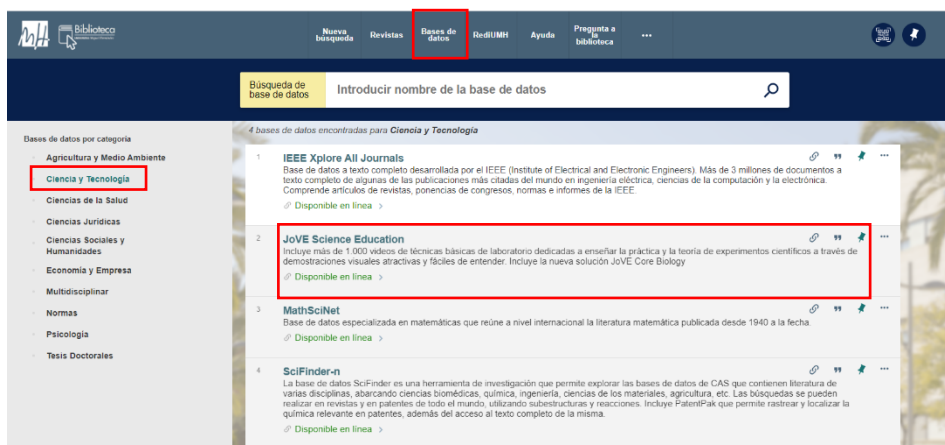 Biblioteca
Nueva
búsqueda
Revistas
Bases de
datos
RediUMH
Ayuda
Pregunta a
la
biblioteca
...
Búsqueda de
base de datos
Introducir nombre de la base de datos
Bases de datos por categoría
Agricultura y Medio Ambiente
Ciencia y Tecnología
Ciencias de la Salud
Ciencias Jurídicas
Ciencias Sociales y
Humanidades
Economía y Empresa
Multidisciplinar
Normas
Psicología
Tesis Doctorales
4 bases de datos encontradas para Ciencia y Tecnología
1
IEEE Xplore All Journals
Base de datos a texto completo desarrollada por el IEEE (Institute of Electrical and Electronic Engineers). Más de 3 millones de documentos a
texto completo de algunas de las publicaciones más citadas del mundo en ingeniería eléctrica, ciencias de la computación y la electrónica.
Comprende artículos de revistas, ponencias de congresos, normas e informes de la IEEE.
Disponible en línea >
2
JoVE Science Education
Incluye más de 1.000 videos de técnicas básicas de laboratorio dedicadas a enseñar la práctica y la teoría de experimentos científicos a través de
demostraciones visuales atractivas y fáciles de entender. Incluye la nueva solución JoVE Core Biology
Disponible en línea >
3
MathSciNet
Base de datos especializada en matemáticas que reúne a nivel internacional la literatura matemática publicada desde 1940 a la fecha.
Disponible en línea >
4
SciFinder-n
La base de datos SciFinder es una herramienta de investigación que permite explorar las bases de datos de CAS que contienen literatura de
varias disciplinas, abarcando ciencias biomédicas, química, ingeniería, ciencias de los materiales, agricultura, etc. Las búsquedas se pueden
realizar en revistas y en patentes de todo el mundo, utilizando subestructuras y reacciones. Incluye PatentPak que permite rastrear y localizar la
química relevante en patentes, además del acceso al texto completo de la misma.
Disponible en línea >